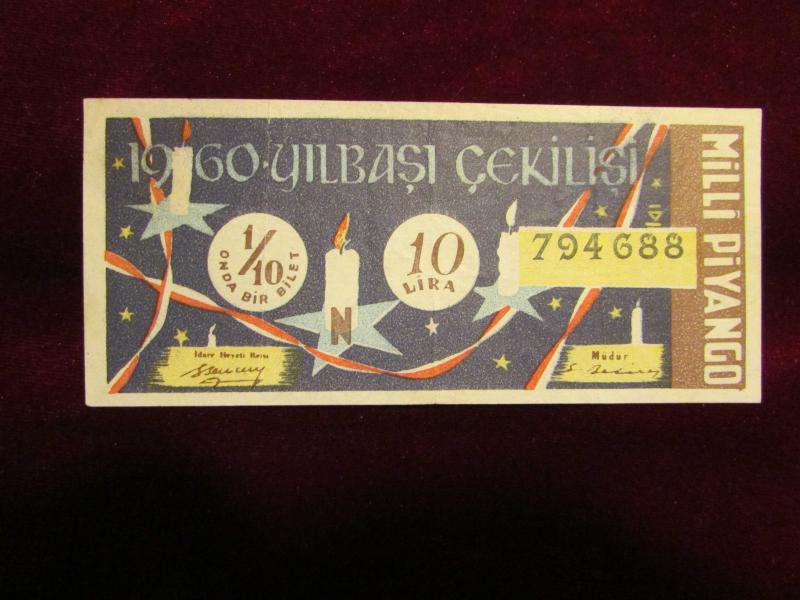 1960 YILBAŞI ÇEKİLİŞİ
1/10
ONDA BİR BİLET
10
LİRA
794688
N
İdare Heyeti Reisi
Müdür
MİLLÎ PİYANGO